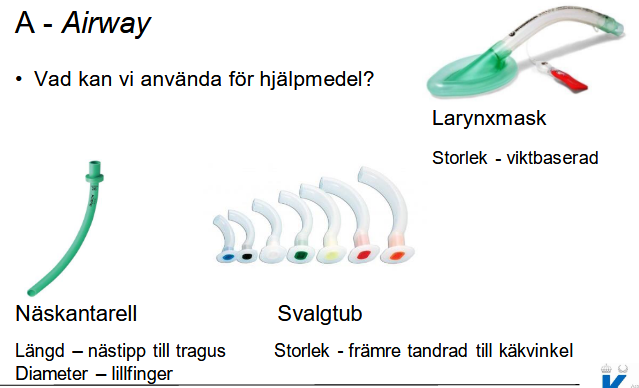 A - Airway
• Vad kan vi använda för hjälpmedel?
Larynxmask
Storlek - viktbaserad
Näskantarell
Svalgtub
Längd – nästipp till tragus
Storlek - främre tandrad till käkvinkel
Diameter – lillfinger